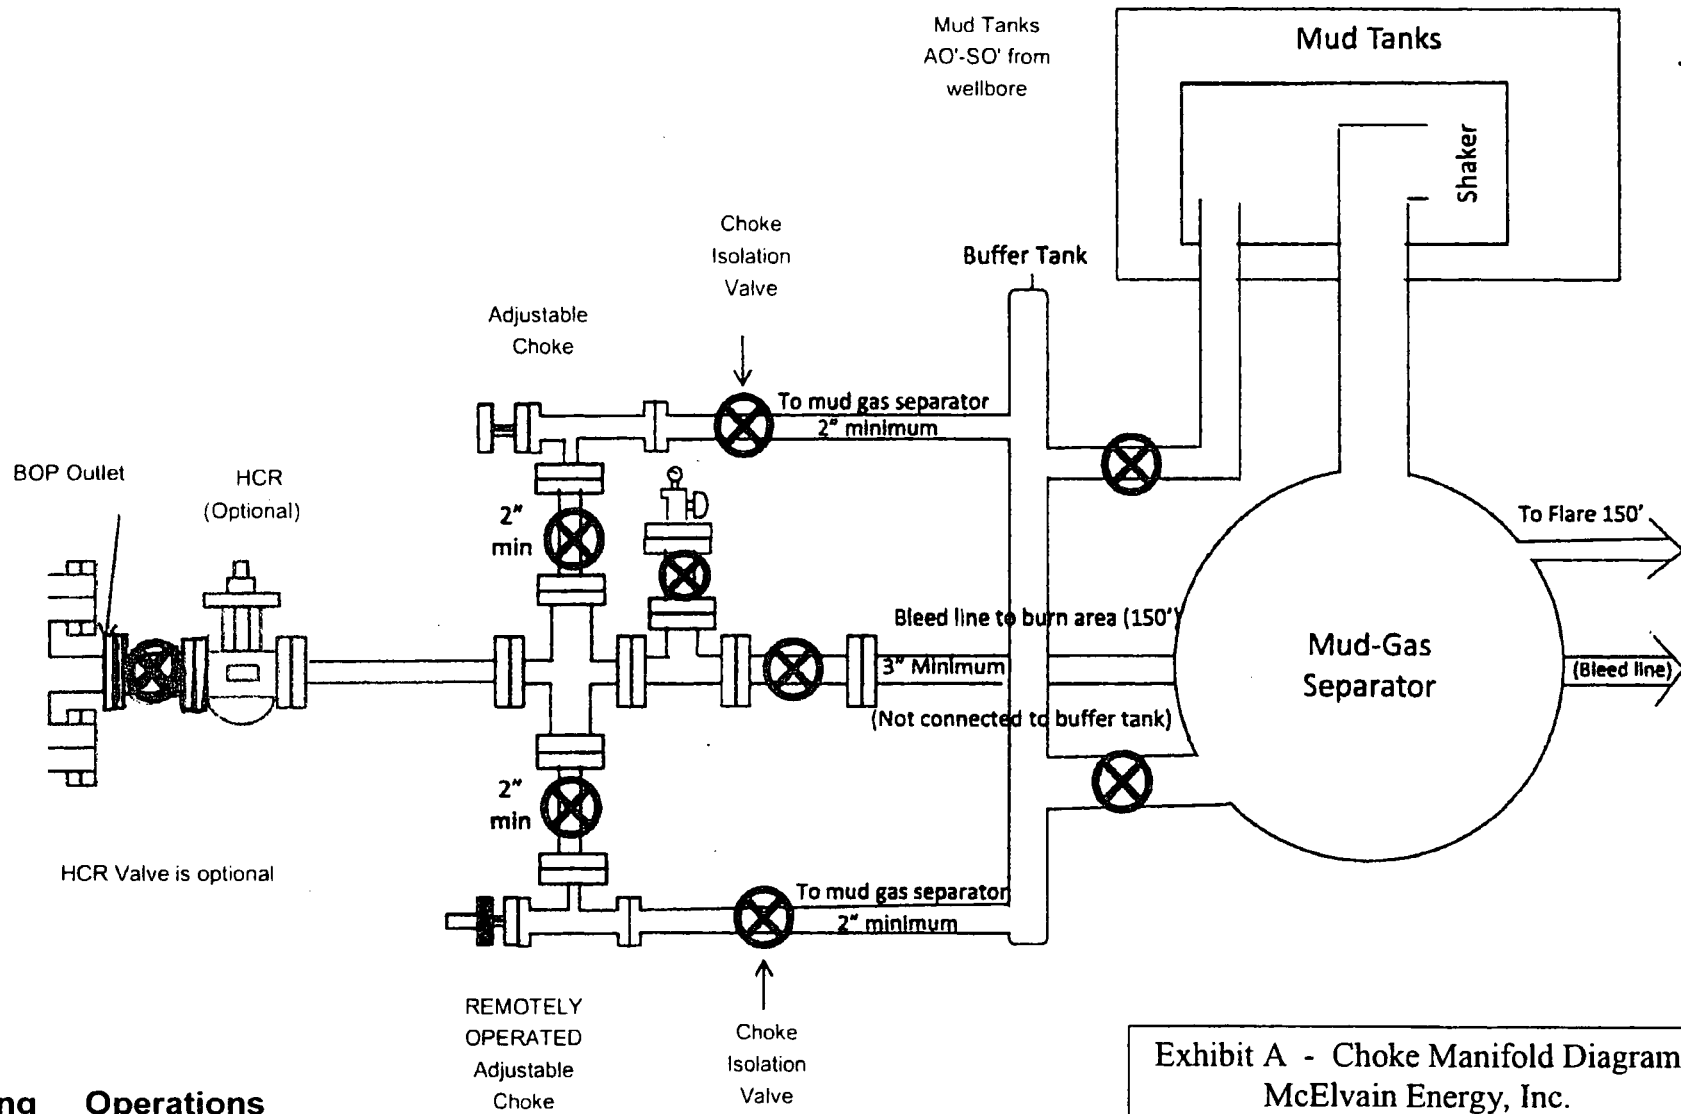 Mud Tanks
AO'-SO' from
wellbore
Mud Tanks
Shaker
Choke
Isolation
Valve
Buffer Tank
Adjustable
Choke
To mud gas separator
2" minimum
BOP Outlet
HCR
(Optional)
2"
min
To Flare 150'
Bleed line to burn area (150')
3" Minimum
(Not connected to buffer tank)
Mud-Gas
Separator
(Bleed line)
2"
min
HCR Valve is optional
To mud gas separator
2" minimum
REMOTELY
OPERATED
Adjustable
Choke
Choke
Isolation
Valve
Exhibit A - Choke Manifold Diagram
McElvain Energy, Inc.
ng Operations